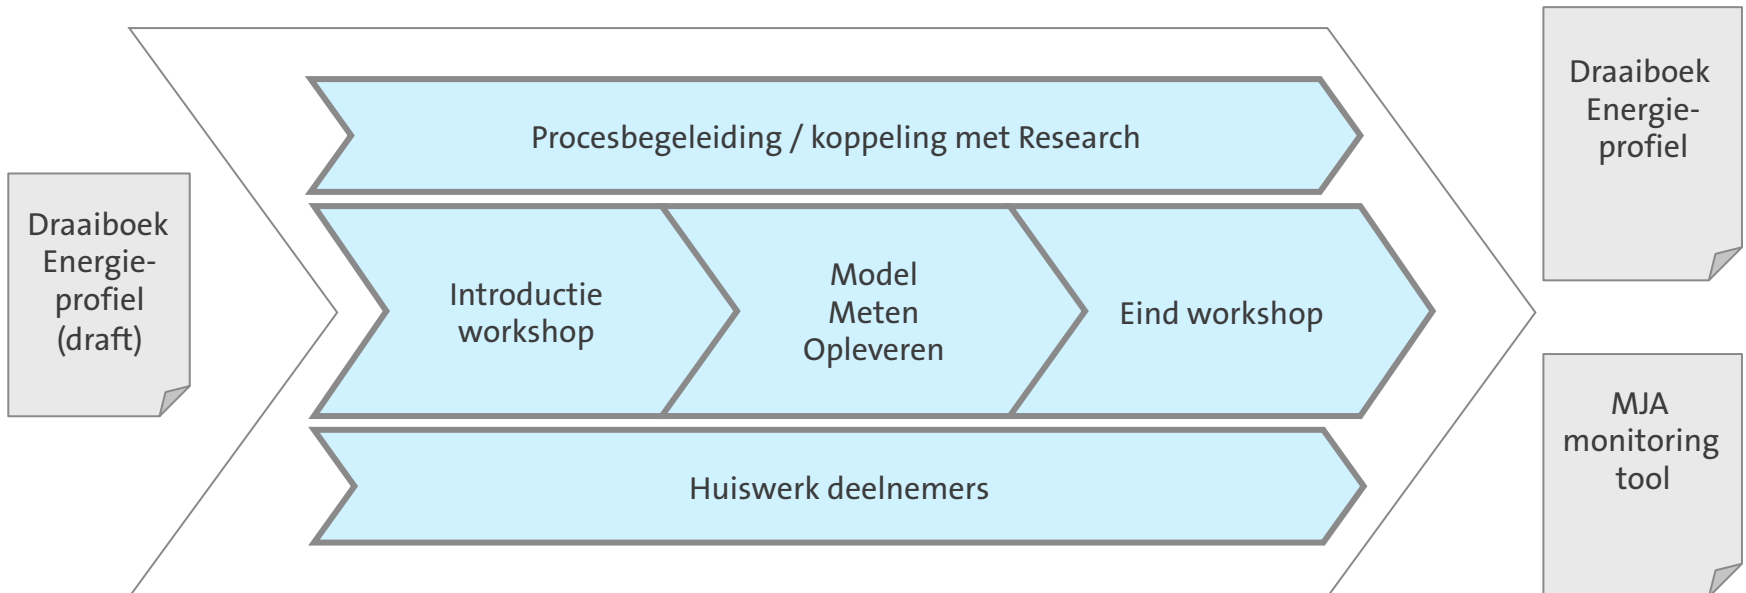 Draaiboek
Energie-
profiel
(draft)
Procesbegeleiding / koppeling met Research
Introductie
workshop
Model
Meten
Opleveren
Eind workshop
Huiswerk deelnemers
Draaiboek
Energie-
profiel
MJA
monitoring
tool